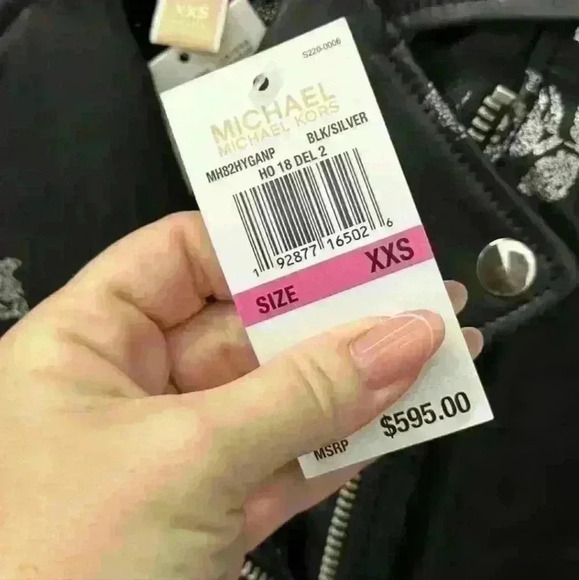 XXS
S220-0006
MICHAEL
MICHAEL KORS
MH82HYGANP BLK/SILVER
HO 18 DEL 2
1 92877 16502 6
SIZE XXS
MSRP $595.00